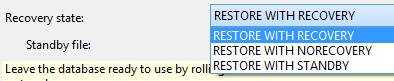 Recovery state:
RESTORE WITH RECOVERY
RESTORE WITH RECOVERY
RESTORE WITH NORECOVERY
RESTORE WITH STANDBY
Standby file:
Leave the database ready to use by rolling